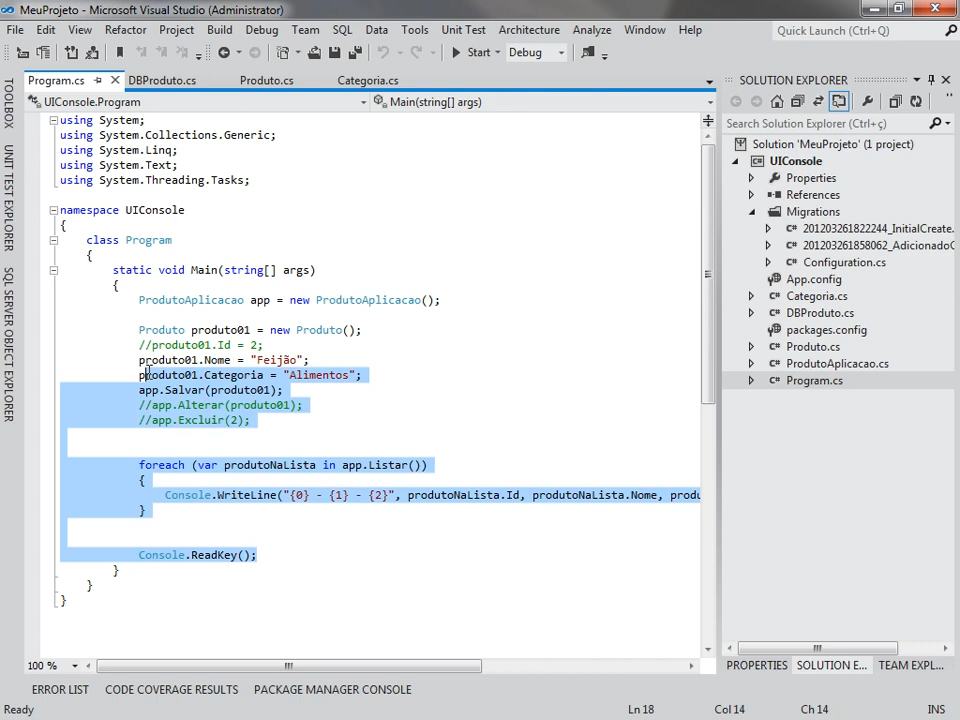 MeuProjeto - Microsoft Visual Studio (Administrator)
File Edit View Refactor Project Build Debug Team SQL Data Tools Unit Test Architecture Analyze Window Help
Quick Launch (Ctrl+Q)
Start Debug
Program.cs DBProduto.cs Produto.cs Categoria.cs
UIConsole.Program Main(string[] args)
using System;
using System.Collections.Generic;
using System.Linq;
using System.Text;
using System.Threading.Tasks;
namespace UIConsole
{
class Program
{
static void Main(string[] args)
{
ProdutoAplicacao app = new ProdutoAplicacao();
Produto produto01 = new Produto();
//produto01.Id = 2;
produto01.Nome = "Feijão";
produto01.Categoria = "Alimentos";
app.Salvar(produto01);
//app.Alterar(produto01);
//app.Excluir(2);
foreach (var produtoNaLista in app.Listar())
{
Console.WriteLine("{0} - {1} - {2}", produtoNaLista.Id, produtoNaLista.Nome, produ
}
Console.ReadKey();
}
}
}
100 %
TOOLBOX
UNIT TEST EXPLORER
SQL SERVER OBJECT EXPLORER
SOLUTION EXPLORER
Search Solution Explorer (Ctrl+ç)
Solution 'MeuProjeto' (1 project)
UIConsole
Properties
References
Migrations
201203261822244_InitialCreate.
201203261858062_AdicionadoC
Configuration.cs
App.config
Categoria.cs
DBProduto.cs
packages.config
Produto.cs
ProdutoAplicacao.cs
Program.cs
PROPERTIES SOLUTION E... TEAM EXPL...
ERROR LIST CODE COVERAGE RESULTS PACKAGE MANAGER CONSOLE
Ready Ln 18 Col 14 Ch 14 INS